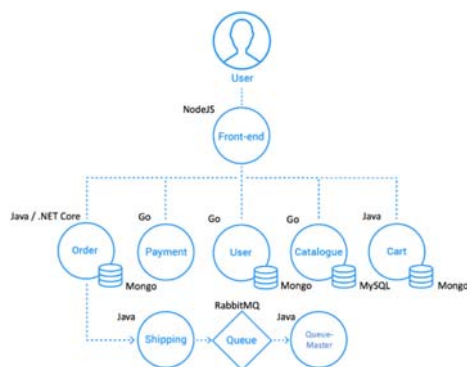 User
NodeJS
Front-end
Java / .NET Core
Go
Go
Go
Java
Order
Payment
User
Catalogue
Cart
Mongo
Mongo
MySQL
Mongo
Java
RabbitMQ
Java
Shipping
Queue
Queue-
Master